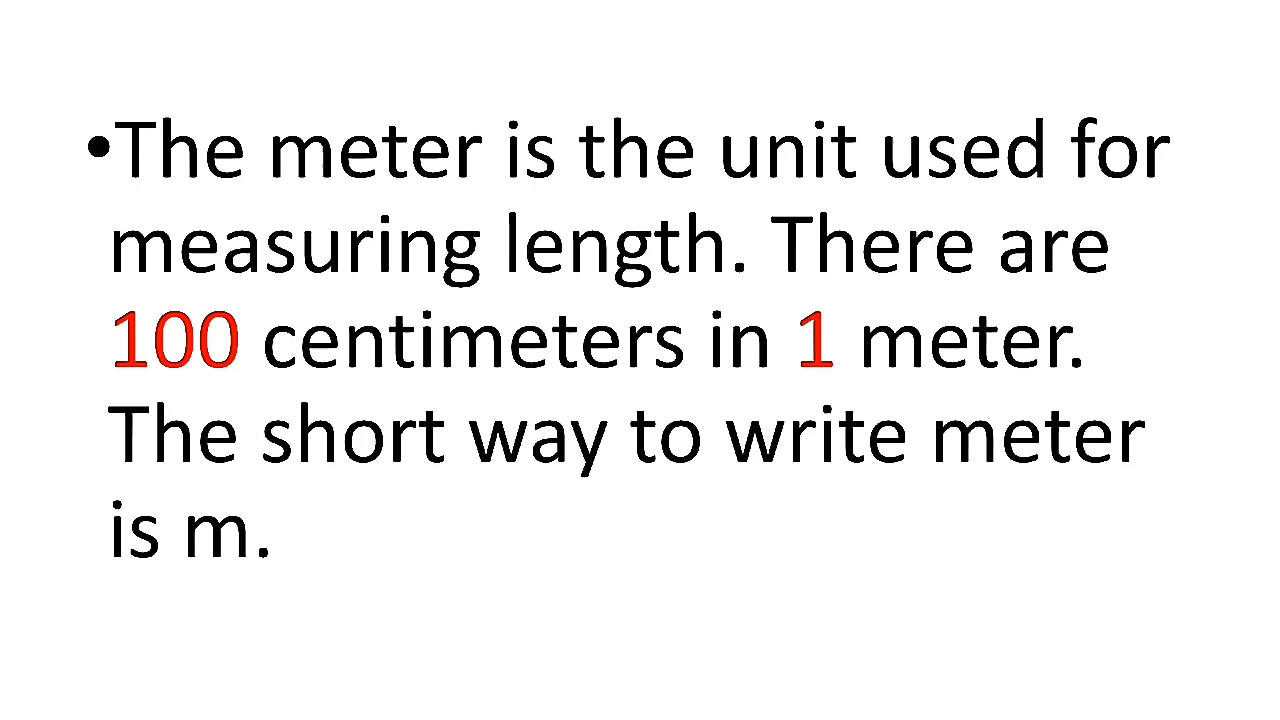 •The meter is the unit used for
measuring length. There are
100 centimeters in 1 meter.
The short way to write meter
is m.